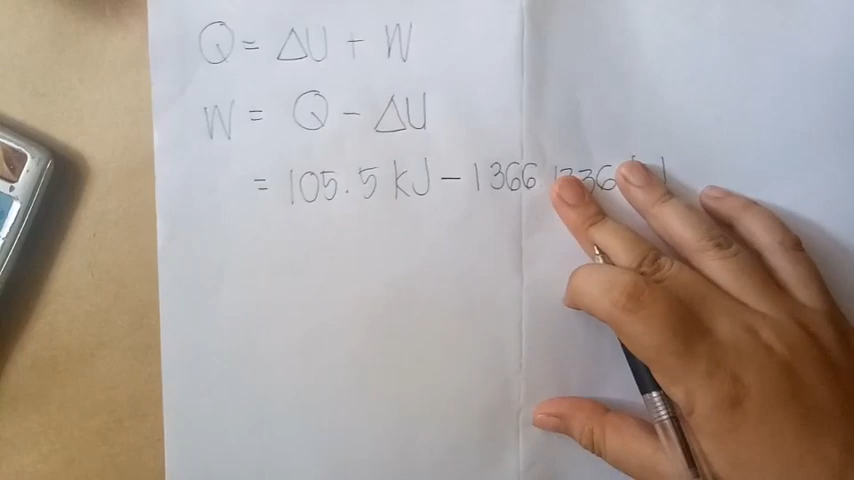 Q = ΔU + W
W = Q - ΔU
= 105.5 kJ - 1366